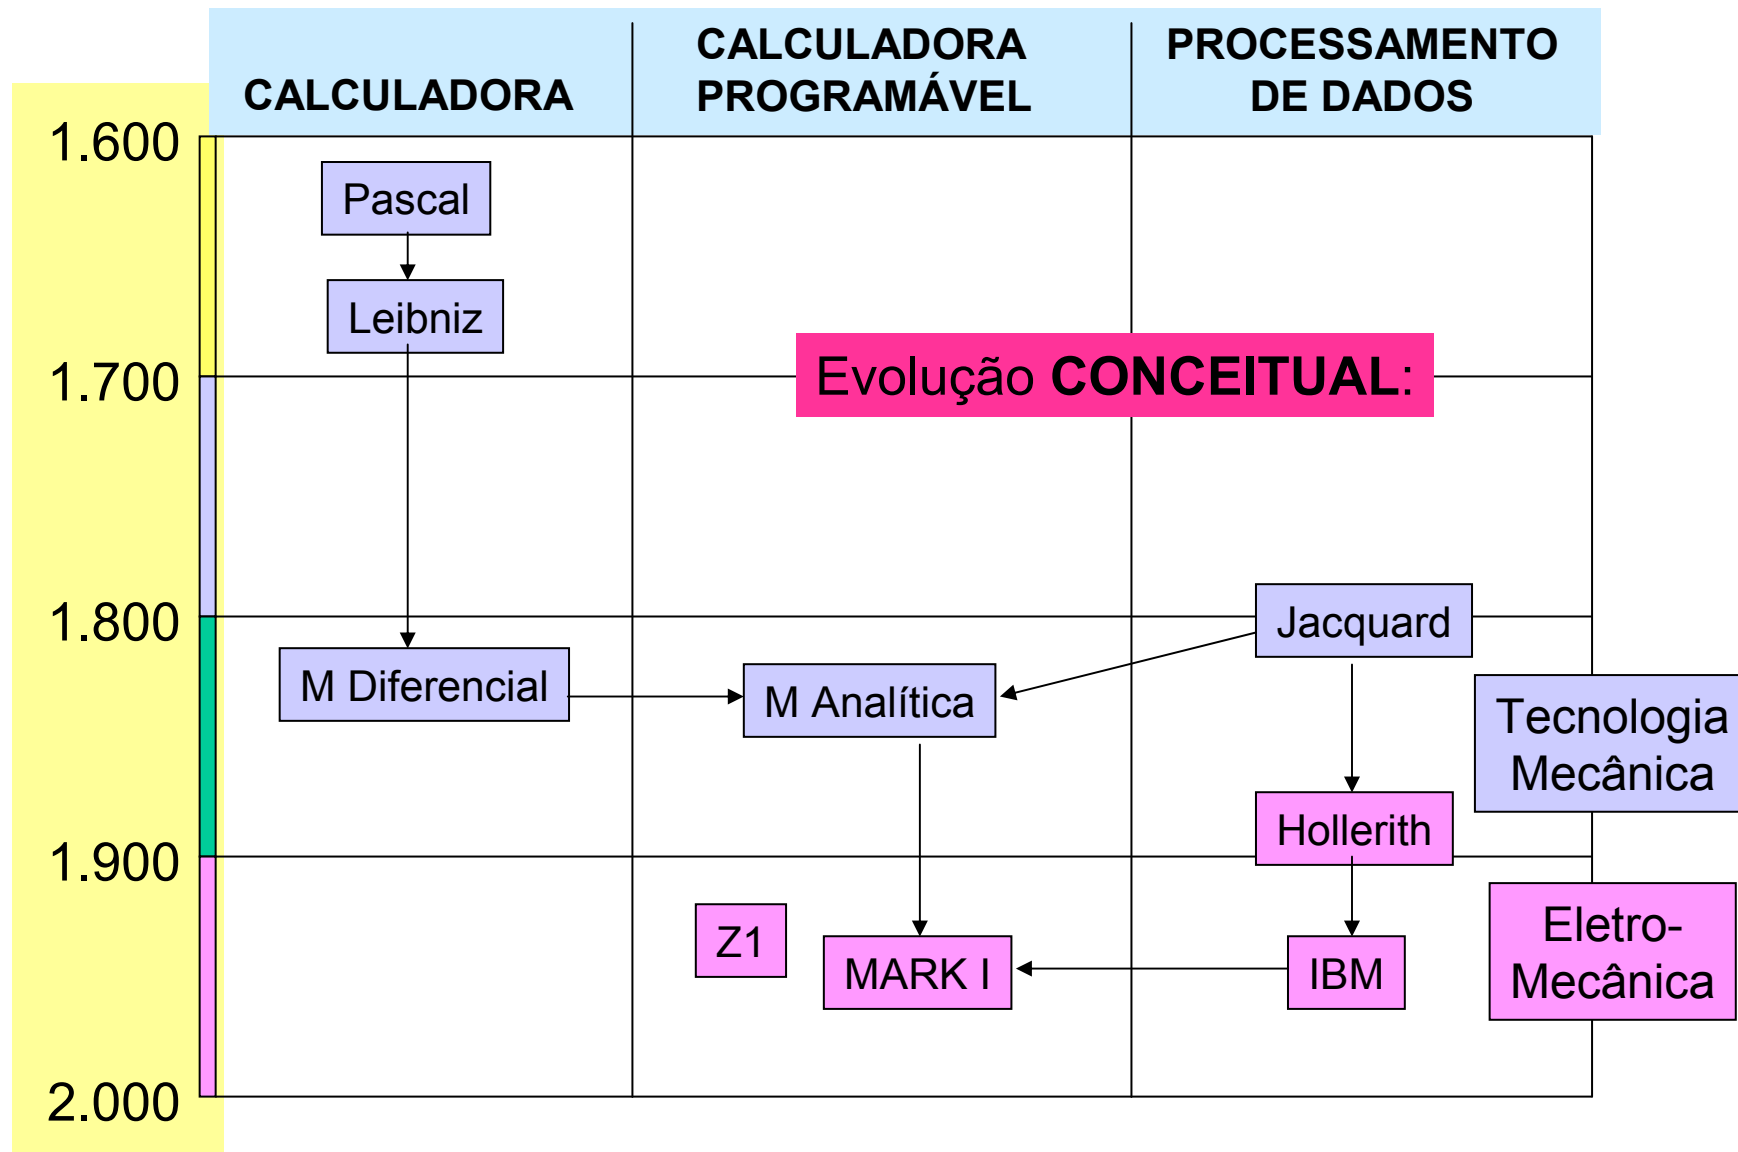 CALCULADORA
CALCULADORA
PROGRAMÁVEL
PROCESSAMENTO
DE DADOS
1.600
Pascal
Leibniz
1.700
Evolução CONCEITUAL:
1.800
Jacquard
M Diferencial
M Analítica
Tecnologia
Mecânica
Hollerith
1.900
Z1
MARK I
IBM
Eletro-
Mecânica
2.000